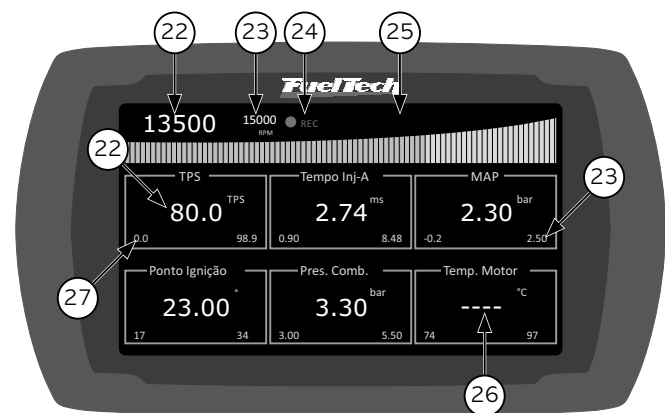 22 23 24 25
FuelTech
13500 15000 RPM REC
22
TPS Tempo Inj-A MAP
80.0 TPS 2.74 ms 2.30 bar
23
0.0 98.9 0.90 8.48 -0.2 2.50
27
Ponto Ignição Pres. Comb. Temp. Motor
23.00 ° 3.30 bar ---- °C
17 34 3.00 5.50 74 97
26